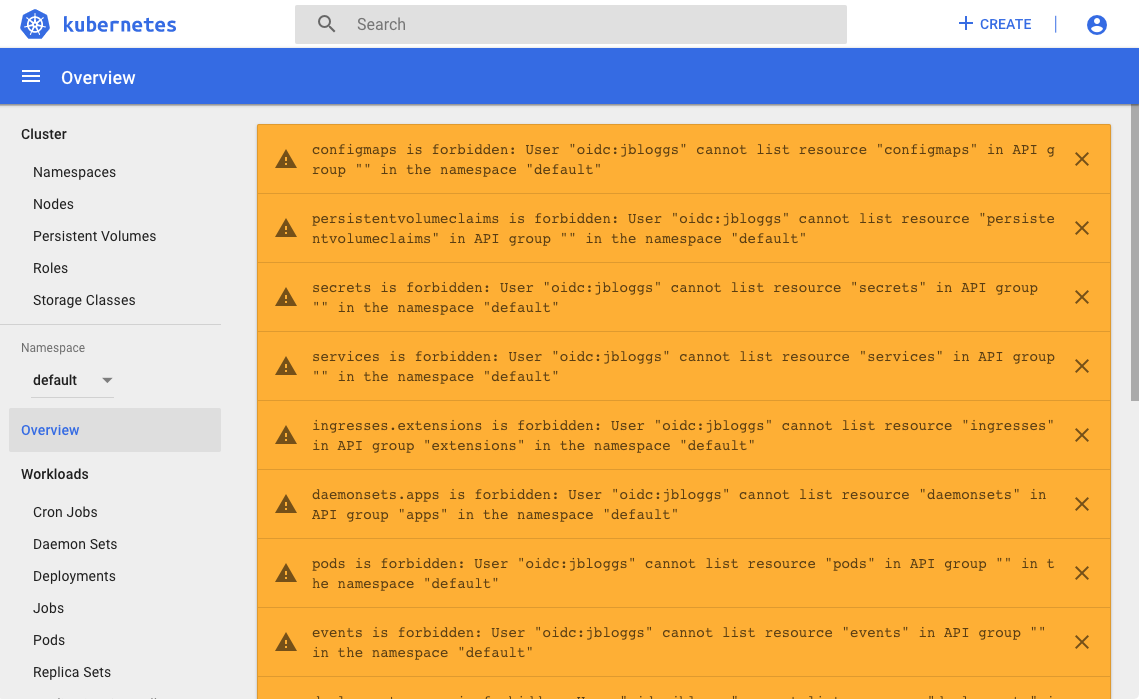 kubernetes
Search
CREATE
Overview
Cluster
Namespaces
Nodes
Persistent Volumes
Roles
Storage Classes
Namespace
default
Overview
Workloads
Cron Jobs
Daemon Sets
Deployments
Jobs
Pods
Replica Sets
configmaps is forbidden: User "oidc:jbloggs" cannot list resource "configmaps" in API g
roup "" in the namespace "default"
persistentvolumeclaims is forbidden: User "oidc:jbloggs" cannot list resource "persiste
ntvolumeclaims" in API group "" in the namespace "default"
secrets is forbidden: User "oidc:jbloggs" cannot list resource "secrets" in API group
"" in the namespace "default"
services is forbidden: User "oidc:jbloggs" cannot list resource "services" in API group
"" in the namespace "default"
ingresses.extensions is forbidden: User "oidc:jbloggs" cannot list resource "ingresses"
in API group "extensions" in the namespace "default"
daemonsets.apps is forbidden: User "oidc:jbloggs" cannot list resource "daemonsets" in
API group "apps" in the namespace "default"
pods is forbidden: User "oidc:jbloggs" cannot list resource "pods" in API group "" in t
he namespace "default"
events is forbidden: User "oidc:jbloggs" cannot list resource "events" in API group ""
in the namespace "default"